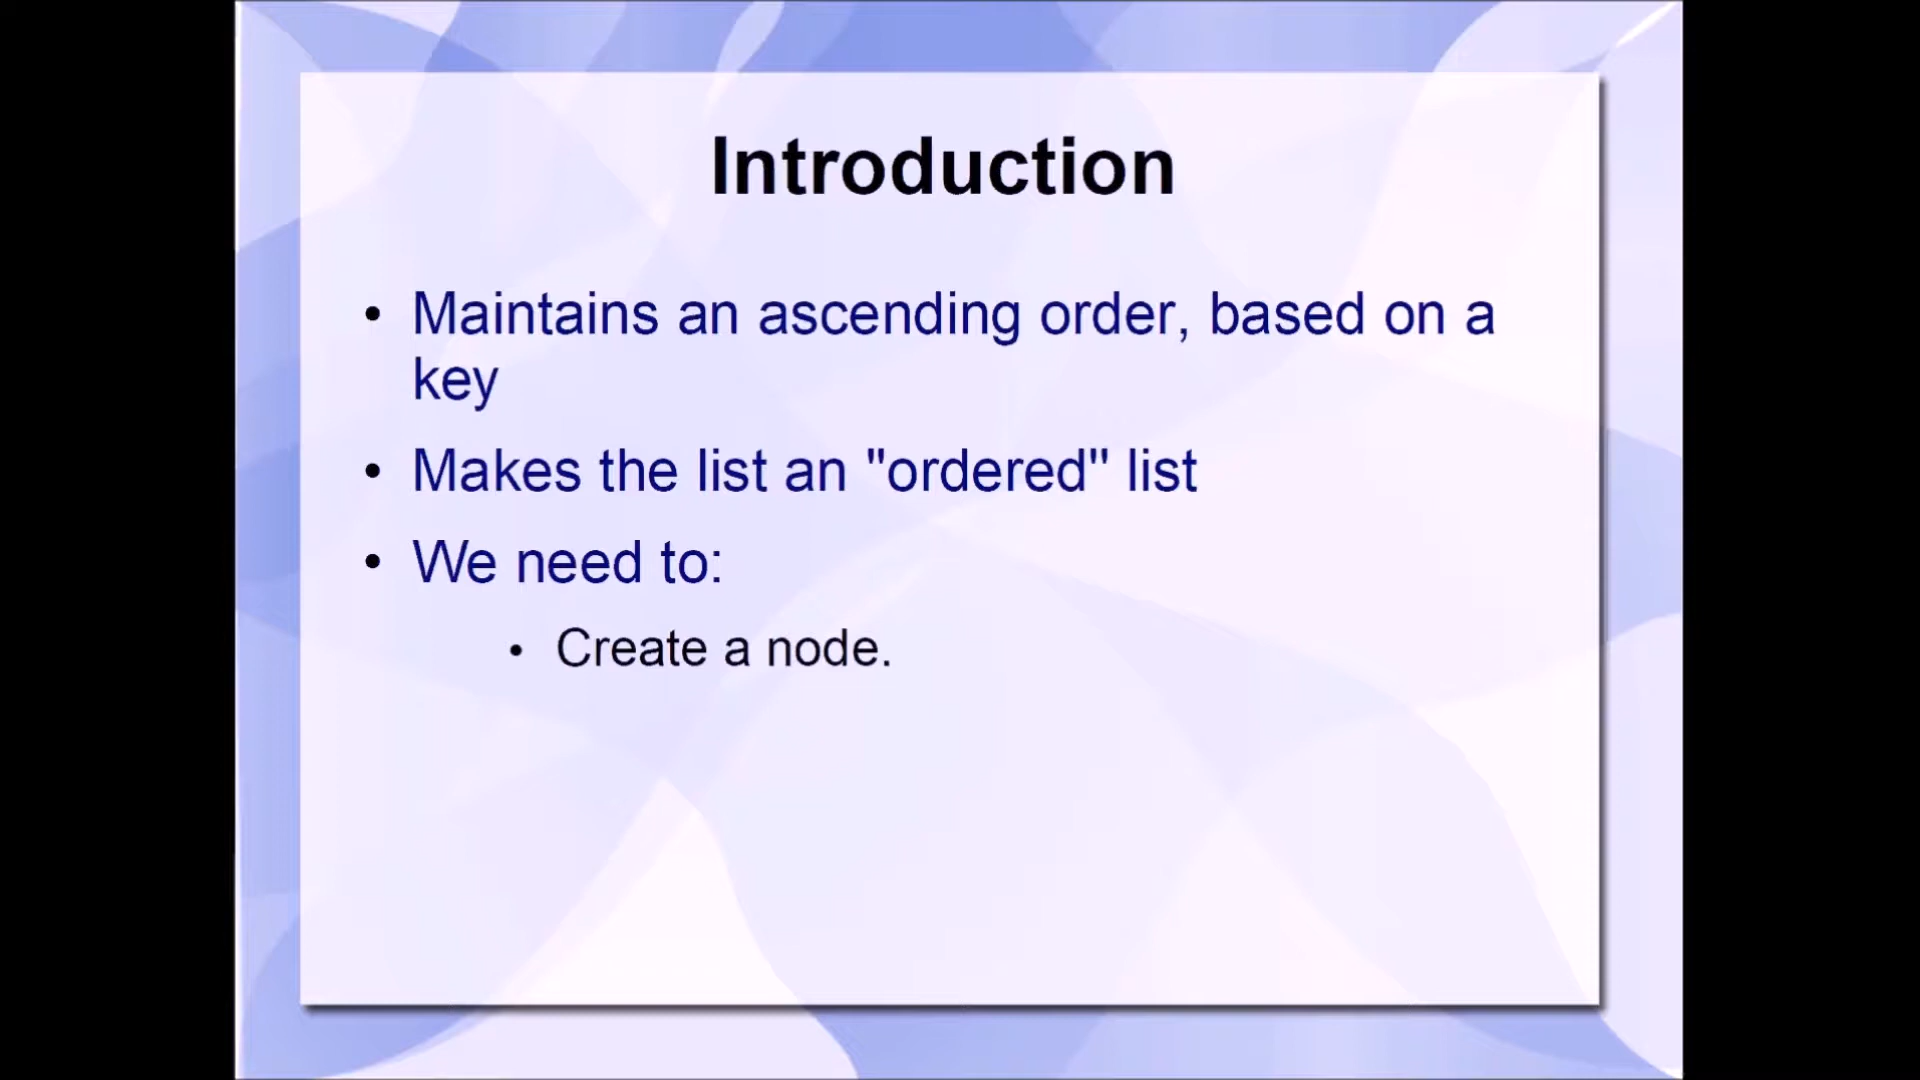 Introduction
• Maintains an ascending order, based on a
key
• Makes the list an "ordered" list
• We need to:
• Create a node.